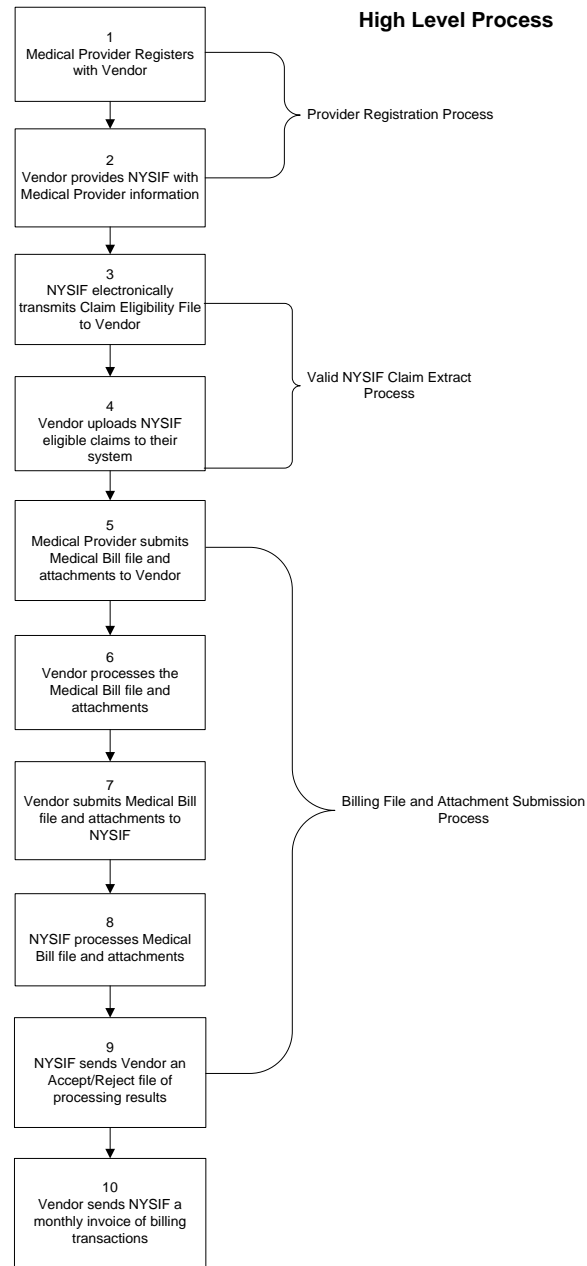 High Level Process
1
Medical Provider Registers
with Vendor
Provider Registration Process
2
Vendor provides NYSIF with
Medical Provider information
3
NYSIF electronically
transmits Claim Eligibility File
to Vendor
Valid NYSIF Claim Extract
Process
4
Vendor uploads NYSIF
eligible claims to their
system
5
Medical Provider submits
Medical Bill file and
attachments to Vendor
6
Vendor processes the
Medical Bill file and
attachments
7
Vendor submits Medical Bill
file and attachments to
NYSIF
Billing File and Attachment Submission
Process
8
NYSIF processes Medical
Bill file and attachments
9
NYSIF sends Vendor an
Accept/Reject file of
processing results
10
Vendor sends NYSIF a
monthly invoice of billing
transactions